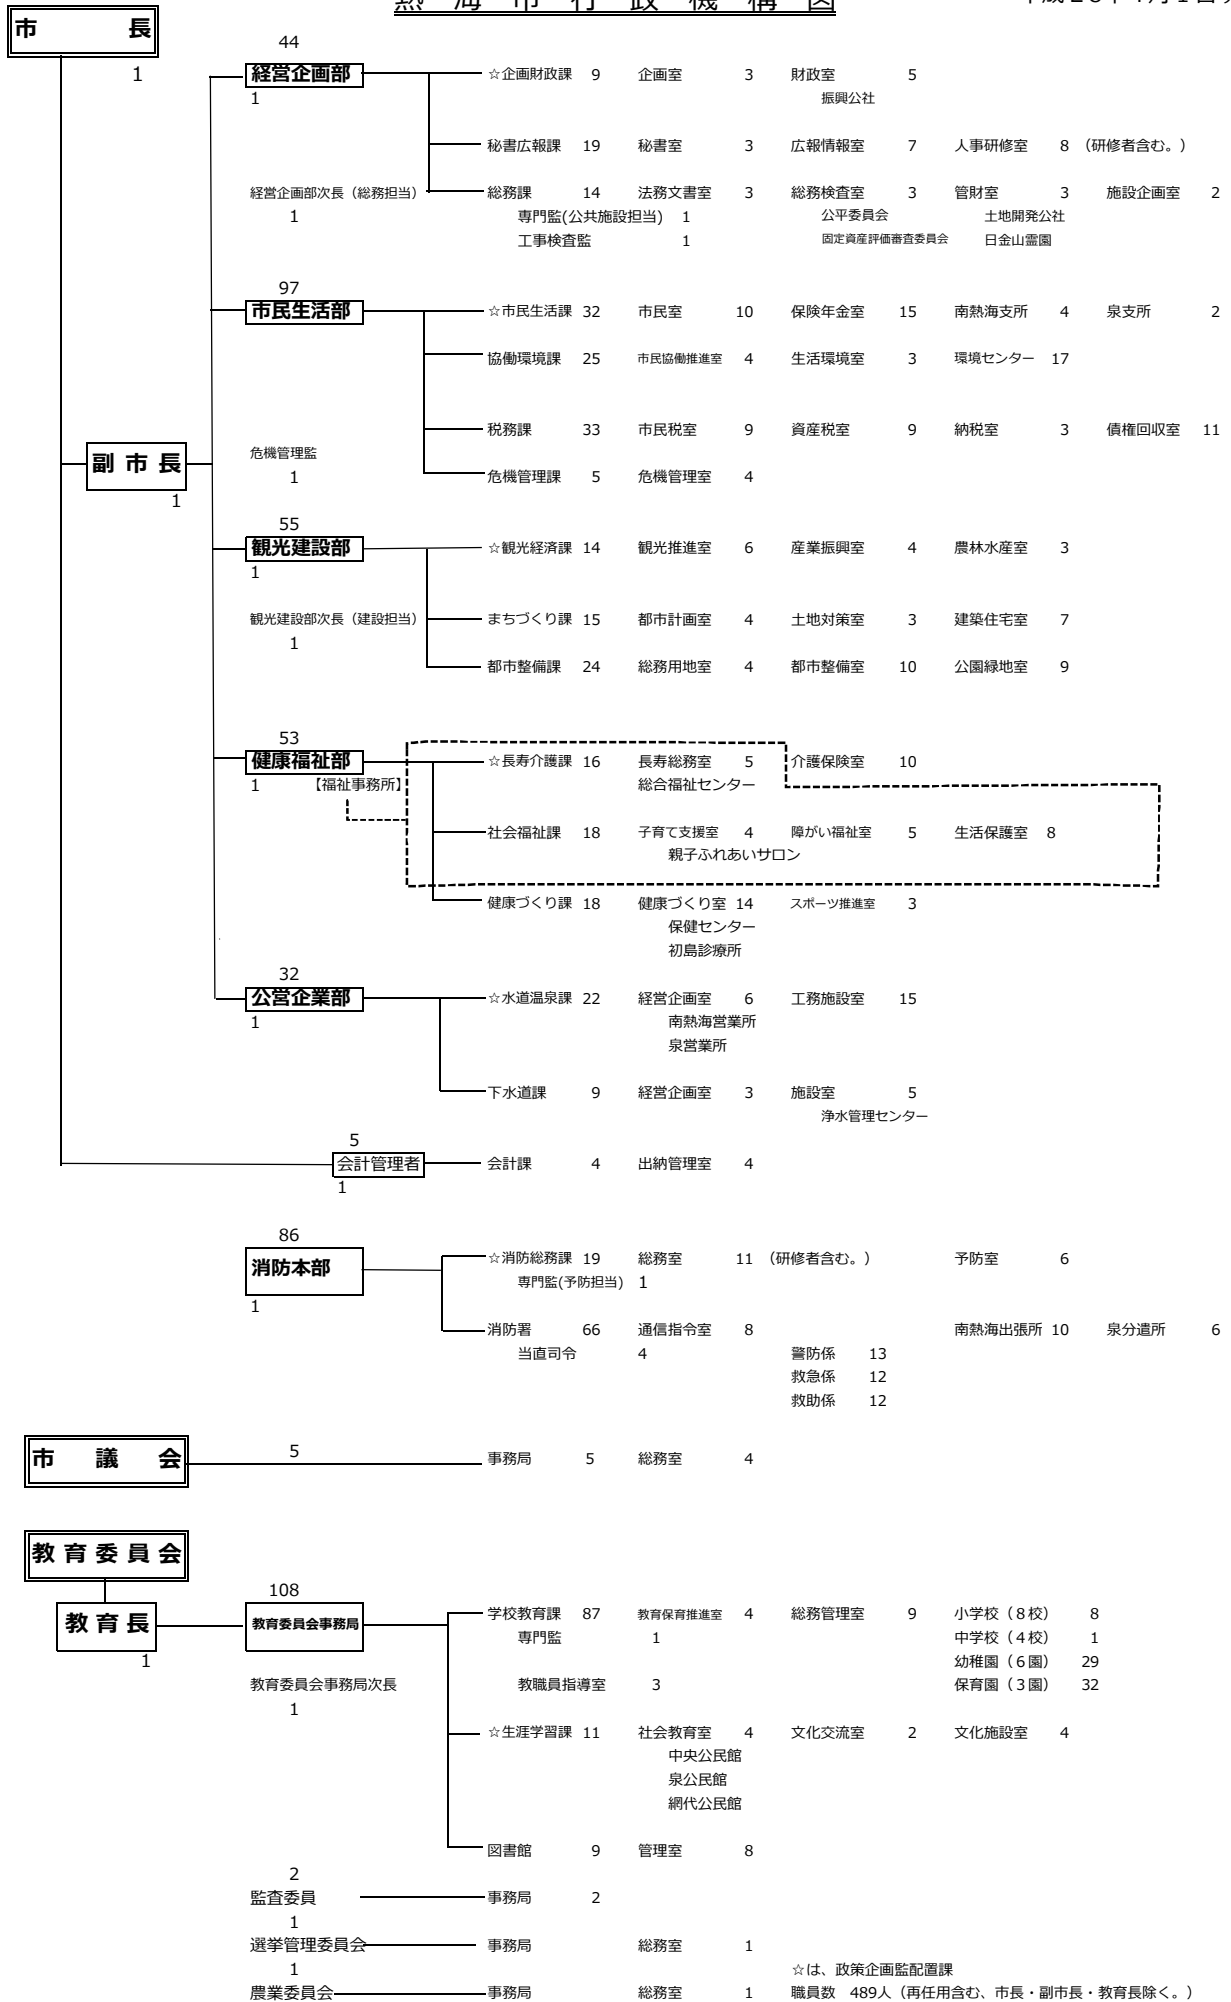 熱海市行政機構図
市長
1
44
経営企画部
1
☆企画財政課 9 企画室 3 財政室 5
振興公社
秘書広報課 19 秘書室 3 広報情報室 7 人事研修室 8 （研修者含む。）
経営企画部次長（総務担当）
1
総務課 14 法務文書室 3 総務検査室 3 管財室 3 施設企画室 2
専門監(公共施設担当) 1 公平委員会 土地開発公社
工事検査監 1 固定資産評価審査委員会 日金山霊園
97
市民生活部
☆市民生活課 32 市民室 10 保険年金室 15 南熱海支所 4 泉支所 2
協働環境課 25 市民協働推進室 4 生活環境室 3 環境センター 17
税務課 33 市民税室 9 資産税室 9 納税室 3 債権回収室 11
危機管理監
1
危機管理課 5 危機管理室 4
副市長
1
55
観光建設部
1
☆観光経済課 14 観光推進室 6 産業振興室 4 農林水産室 3
観光建設部次長（建設担当）
1
まちづくり課 15 都市計画室 4 土地対策室 3 建築住宅室 7
都市整備課 24 総務用地室 4 都市整備室 10 公園緑地室 9
53
健康福祉部
1 【福祉事務所】
☆長寿介護課 16 長寿総務室 5 介護保険室 10
総合福祉センター
社会福祉課 18 子育て支援室 4 障がい福祉室 5 生活保護室 8
親子ふれあいサロン
健康づくり課 18 健康づくり室 14 スポーツ推進室 3
保健センター
初島診療所
32
公営企業部
1
☆水道温泉課 22 経営企画室 6 工務施設室 15
南熱海営業所
泉営業所
下水道課 9 経営企画室 3 施設室 5
浄水管理センター
5
会計管理者
1
会計課 4 出納管理室 4
86
消防本部
1
☆消防総務課 19 総務室 11 （研修者含む。） 予防室 6
専門監(予防担当) 1
消防署 66 通信指令室 8 南熱海出張所 10 泉分遣所 6
当直司令 4 警防係 13
救急係 12
救助係 12
市議会
5
事務局 5 総務室 4
教育委員会
教育長
1
108
教育委員会事務局
学校教育課 87 教育保育推進室 4 総務管理室 9 小学校（８校） 8
専門監 1 中学校（４校） 1
幼稚園（６園） 29
教育委員会事務局次長
1
教職員指導室 3 保育園（３園） 32
☆生涯学習課 11 社会教育室 4 文化交流室 2 文化施設室 4
中央公民館
泉公民館
網代公民館
図書館 9 管理室 8
2
監査委員 事務局 2
1
選挙管理委員会 事務局 総務室 1
1
農業委員会 事務局 総務室 1
☆は、政策企画監配置課
職員数 489人（再任用含む、市長・副市長・教育長除く。）